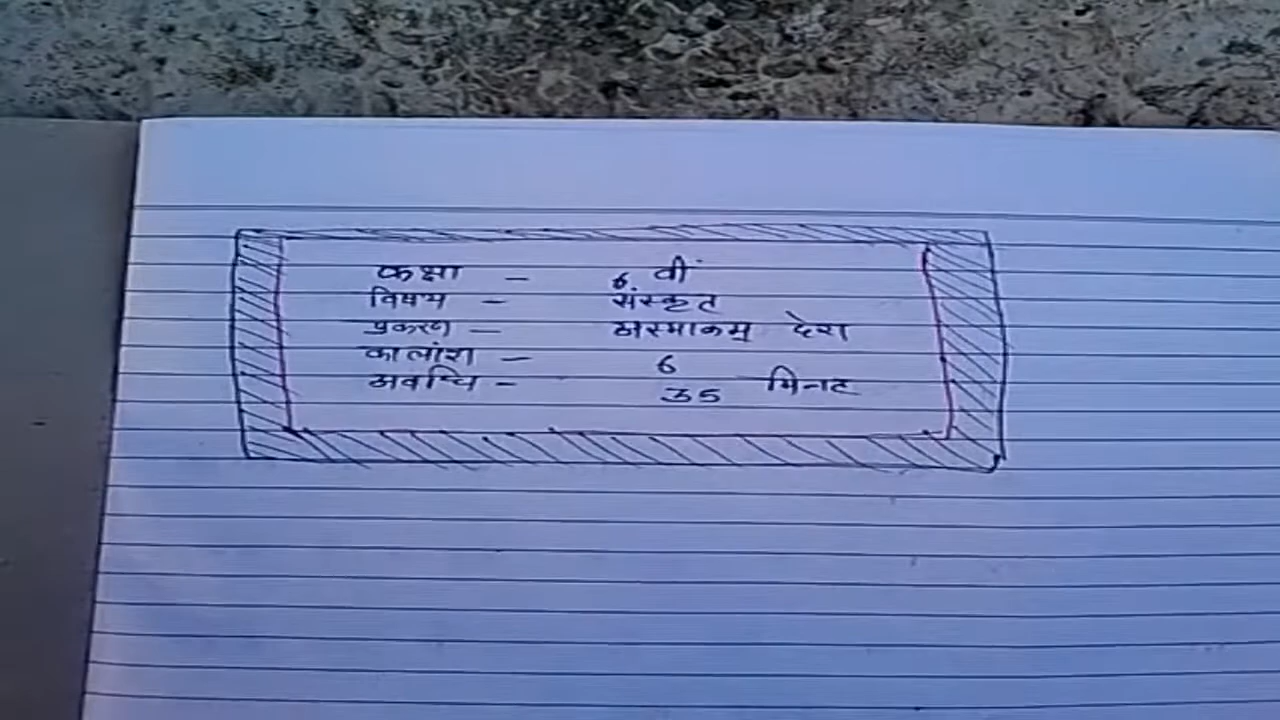 कक्षा - 6 वीं
विषय - संस्कृत
प्रकरण - अस्माकम् देश
कालांश - 6
अवधि - 35 मिनट